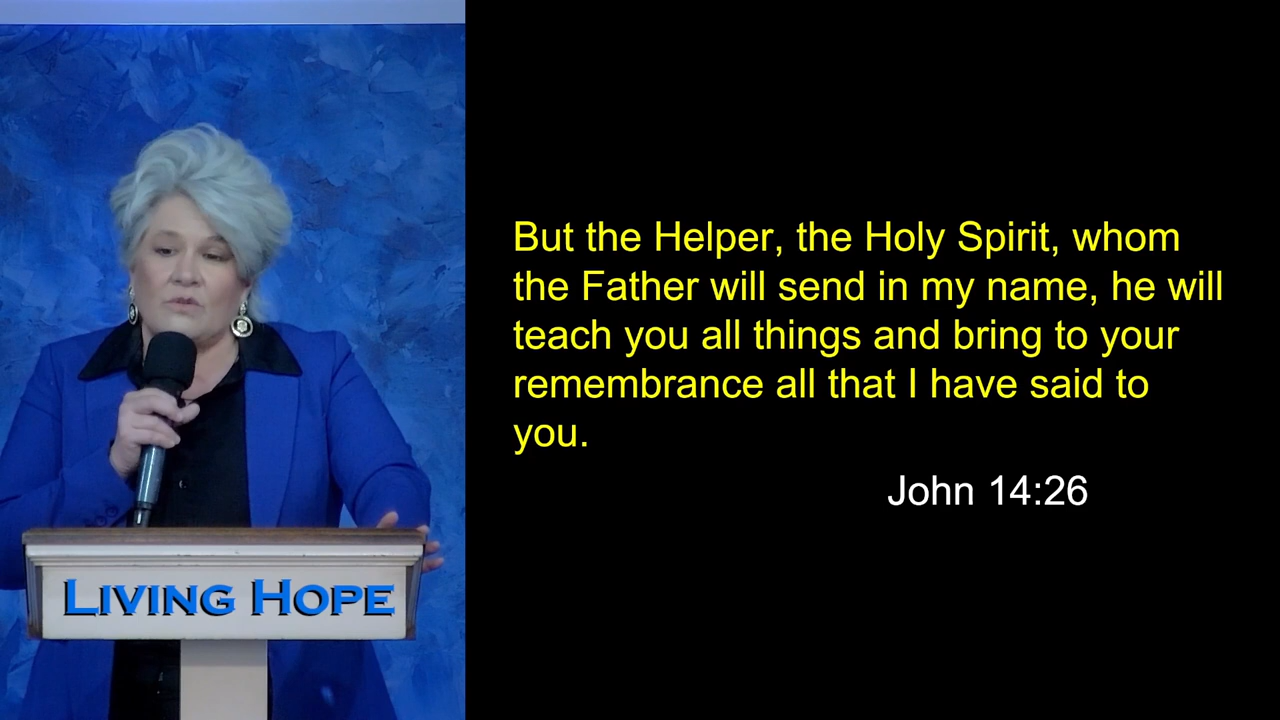 But the Helper, the Holy Spirit, whom
the Father will send in my name, he will
teach you all things and bring to your
remembrance all that I have said to
you.
John 14:26
LIVING HOPE